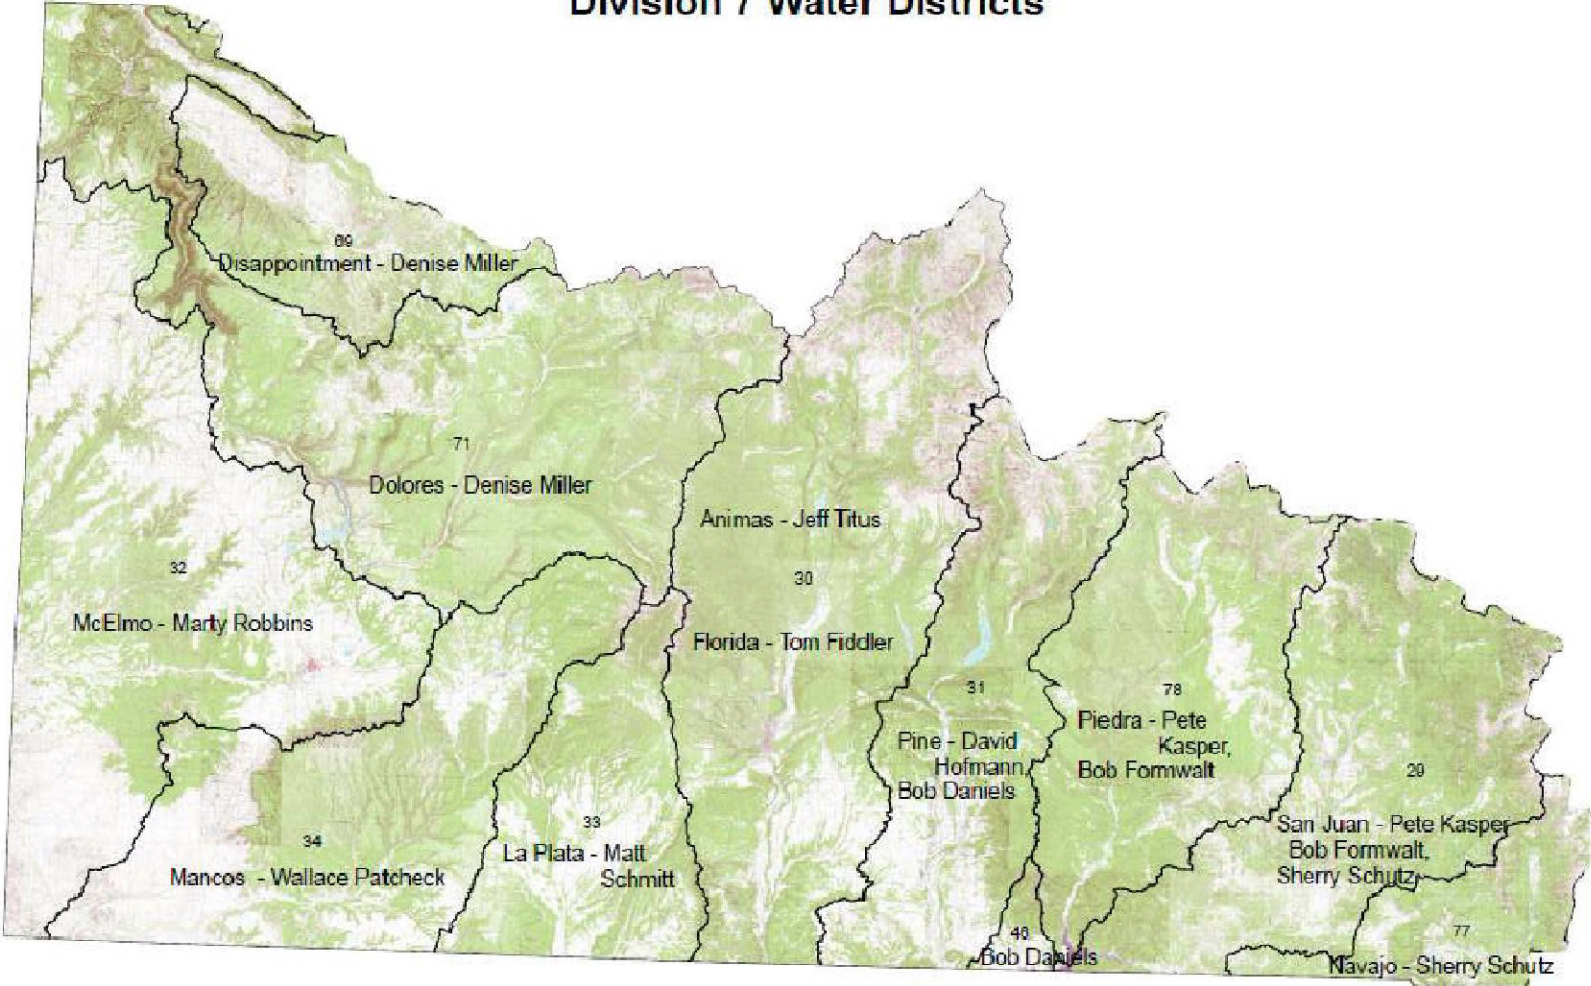 Division 7 Water Districts
69
Disappointment - Denise Miller
71
Dolores - Denise Miller
Animas - Jeff Titus
30
Florida - Tom Fiddler
32
McElmo - Marty Robbins
31
Pine - David
Hofmann,
Bob Daniels
78
Piedra - Pete
Kasper,
Bob Formwalt
29
San Juan - Pete Kasper
Bob Formwalt,
Sherry Schutz
34
Mancos - Wallace Patcheck
33
La Plata - Matt
Schmitt
46
Bob Daniels
77
Navajo - Sherry Schutz